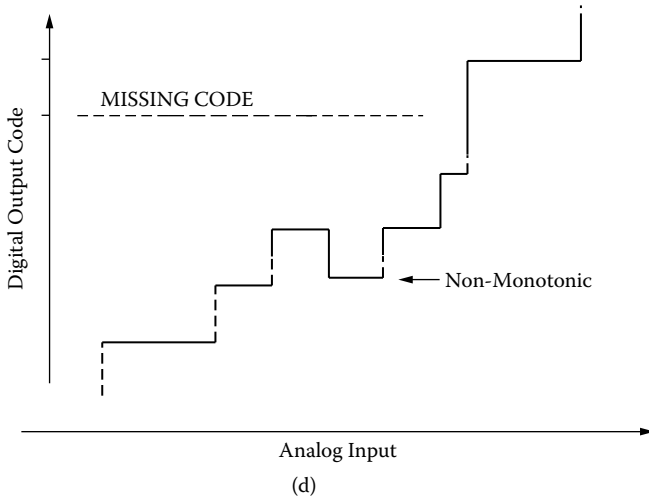 MISSING CODE
Digital Output Code
Non-Monotonic
Analog Input
(d)